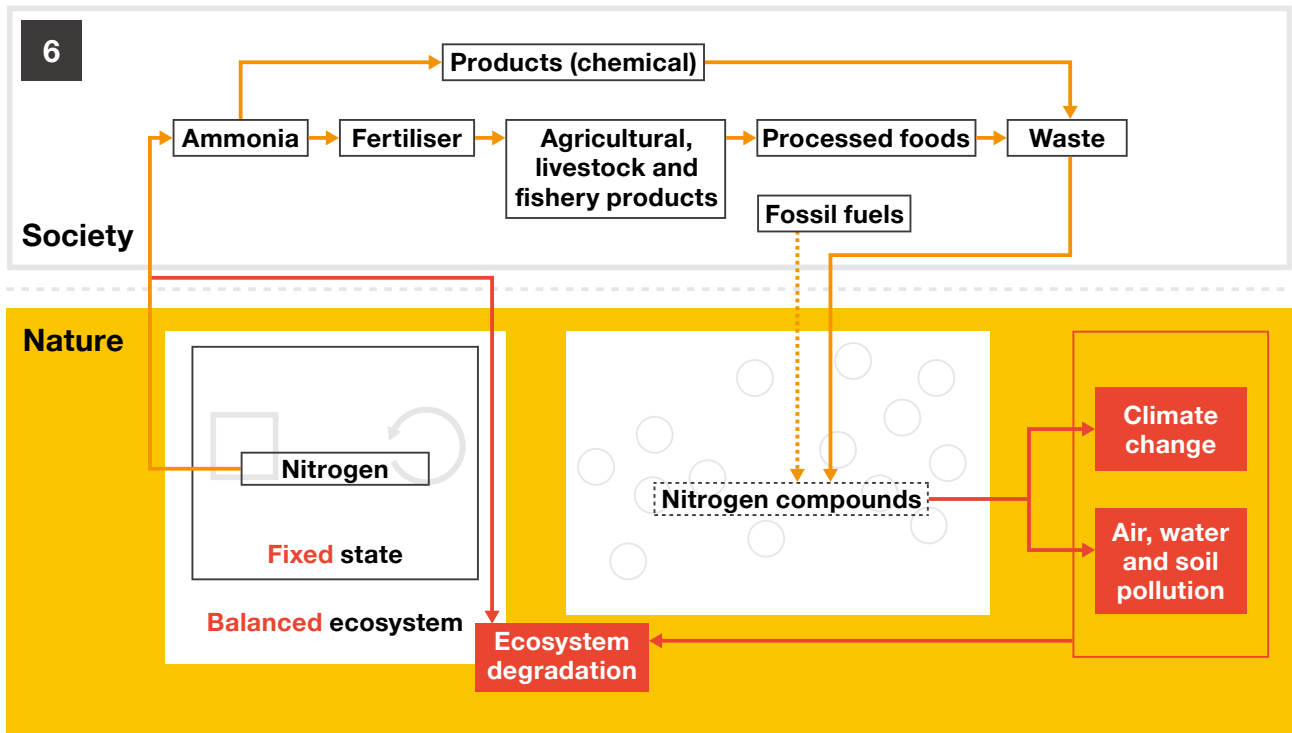 6
Products (chemical)
Ammonia
Fertiliser
Agricultural,
livestock and
fishery products
Processed foods
Waste
Fossil fuels
Society
Nature
Nitrogen
Fixed state
Balanced ecosystem
Nitrogen compounds
Climate
change
Air, water
and soil
pollution
Ecosystem
degradation